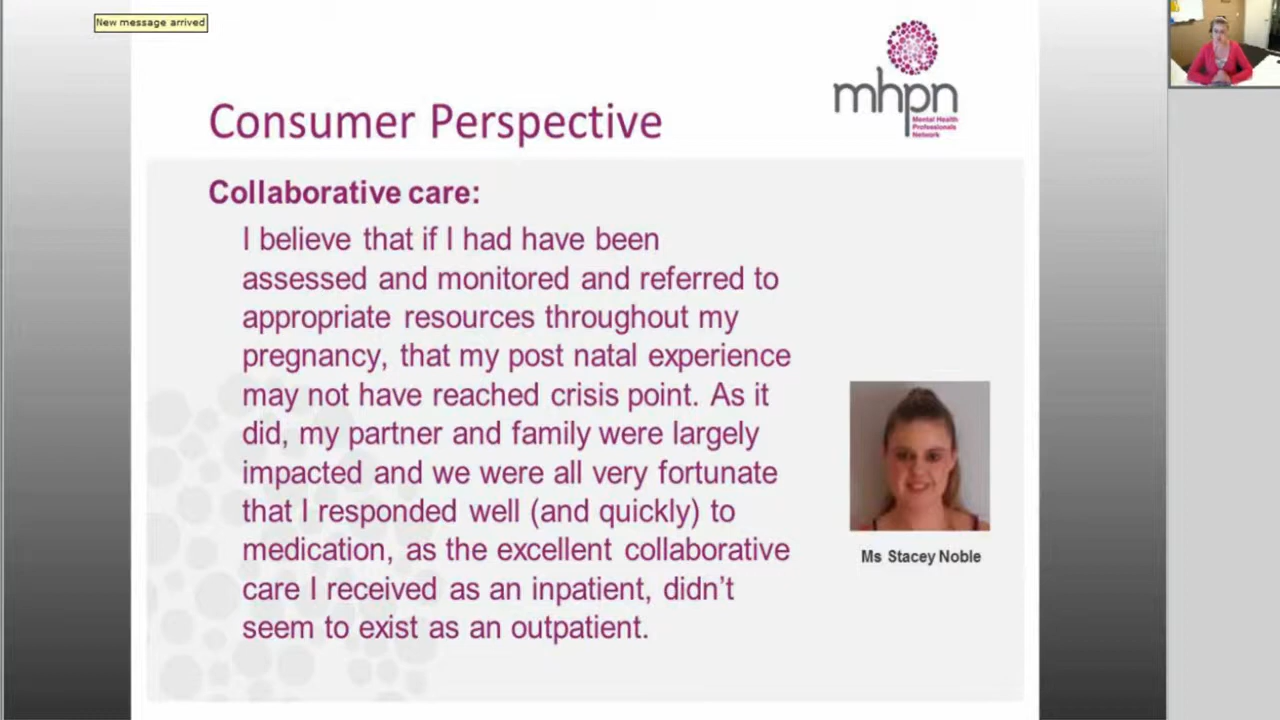 New message arrived
mhpn
Mental Health
Professionals
Network
Consumer Perspective
Collaborative care:
I believe that if I had have been
assessed and monitored and referred to
appropriate resources throughout my
pregnancy, that my post natal experience
may not have reached crisis point. As it
did, my partner and family were largely
impacted and we were all very fortunate
that I responded well (and quickly) to
medication, as the excellent collaborative
care I received as an inpatient, didn't
seem to exist as an outpatient.
Ms Stacey Noble